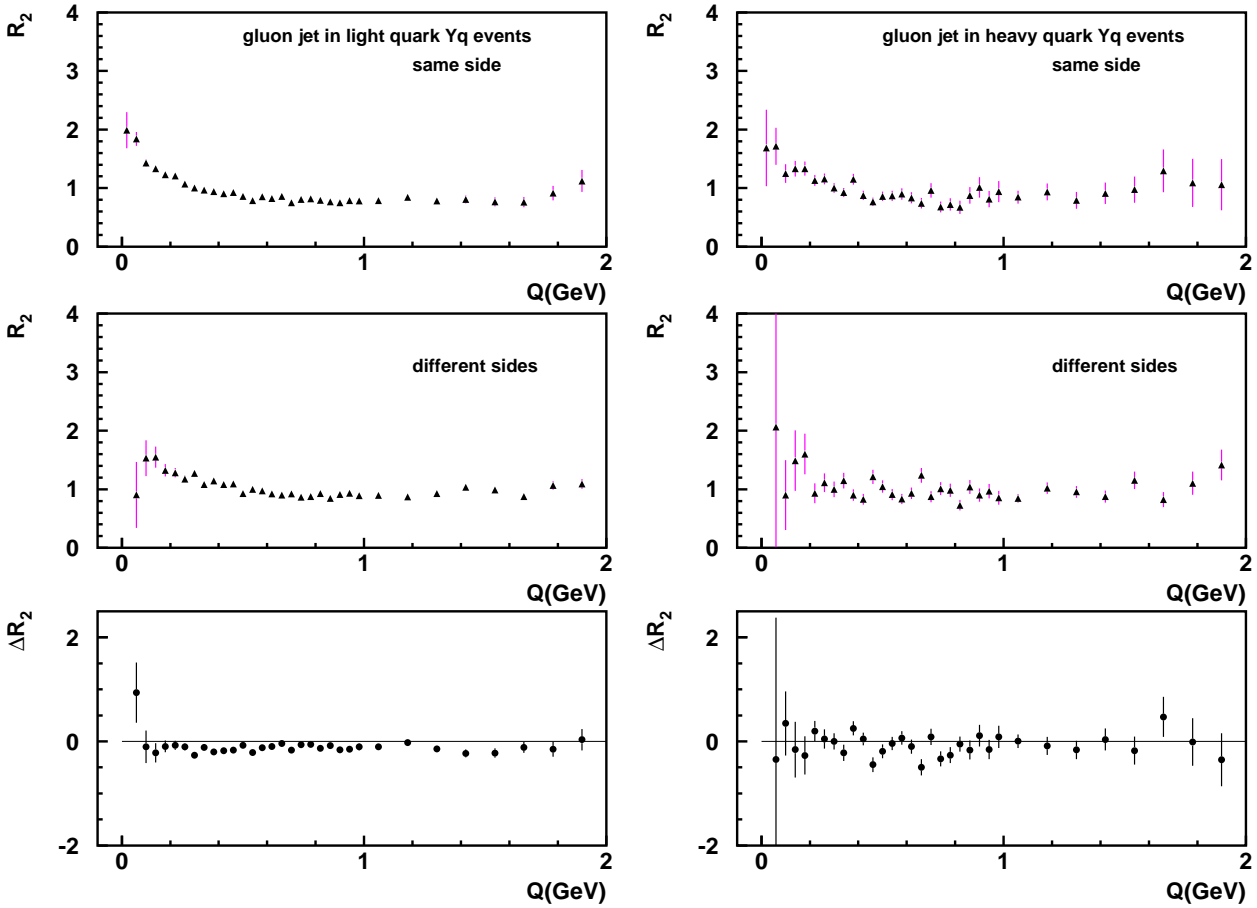 R2
4
gluon jet in light quark Yq events
same side
3
2
1
0
0 1 2
Q(GeV)
R2
4
gluon jet in heavy quark Yq events
same side
3
2
1
0
0 1 2
Q(GeV)
R2
4
different sides
3
2
1
0
0 1 2
Q(GeV)
R2
4
different sides
3
2
1
0
0 1 2
Q(GeV)
ΔR2
2
0
-2
0 1 2
Q(GeV)
ΔR2
2
0
-2
0 1 2
Q(GeV)